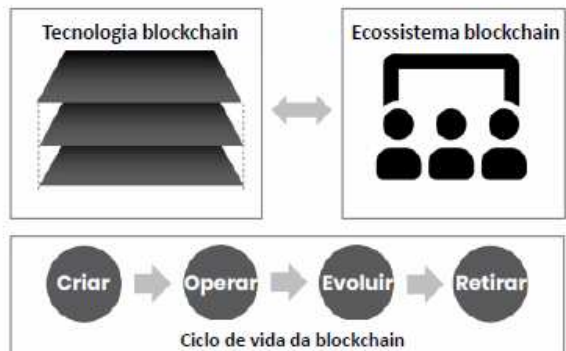 Tecnologia blockchain
Ecossistema blockchain
Criar
Operar
Evoluir
Retirar
Ciclo de vida da blockchain